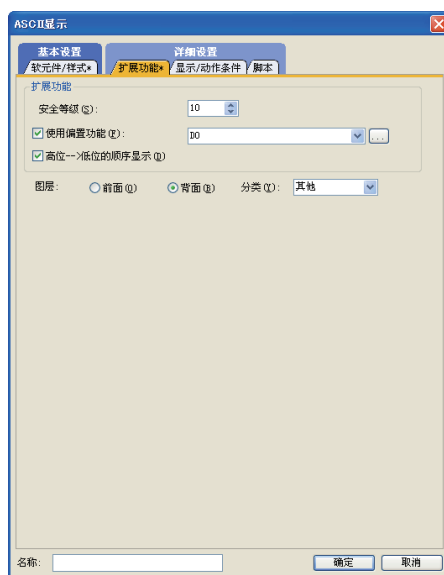 ASCII显示
基本设置 详细设置
软元件/样式* 扩展功能* 显示/动作条件 脚本
扩展功能
安全等级(S): 10
使用偏置功能(F): D0 ...
高位-->低位的顺序显示(D)
图层: 前面(Q) 背面(B) 分类(Y): 其他
名称: 确定 取消